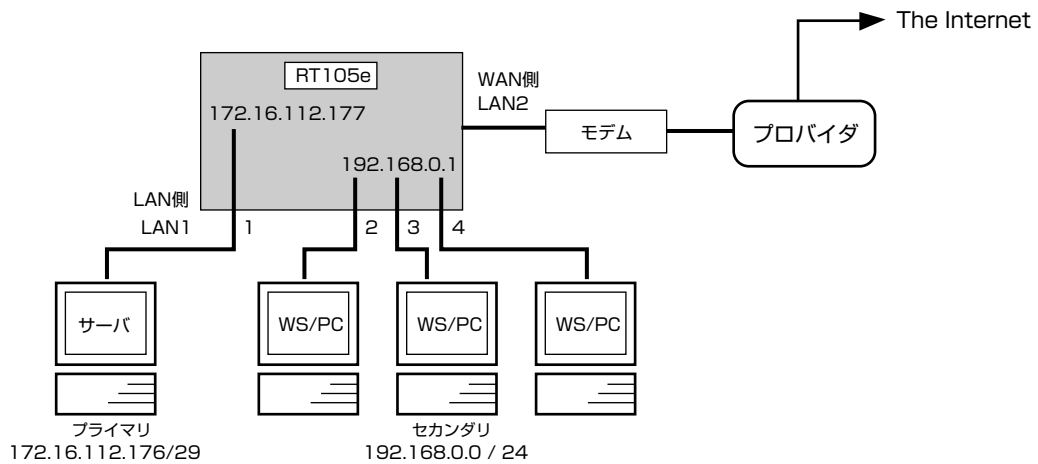 The Internet
RT105e
172.16.112.177
WAN側
LAN2
モデム
プロバイダ
192.168.0.1
LAN側
LAN1
1
2
3
4
サーバ
WS/PC
WS/PC
WS/PC
プライマリ
172.16.112.176/29
セカンダリ
192.168.0.0 / 24